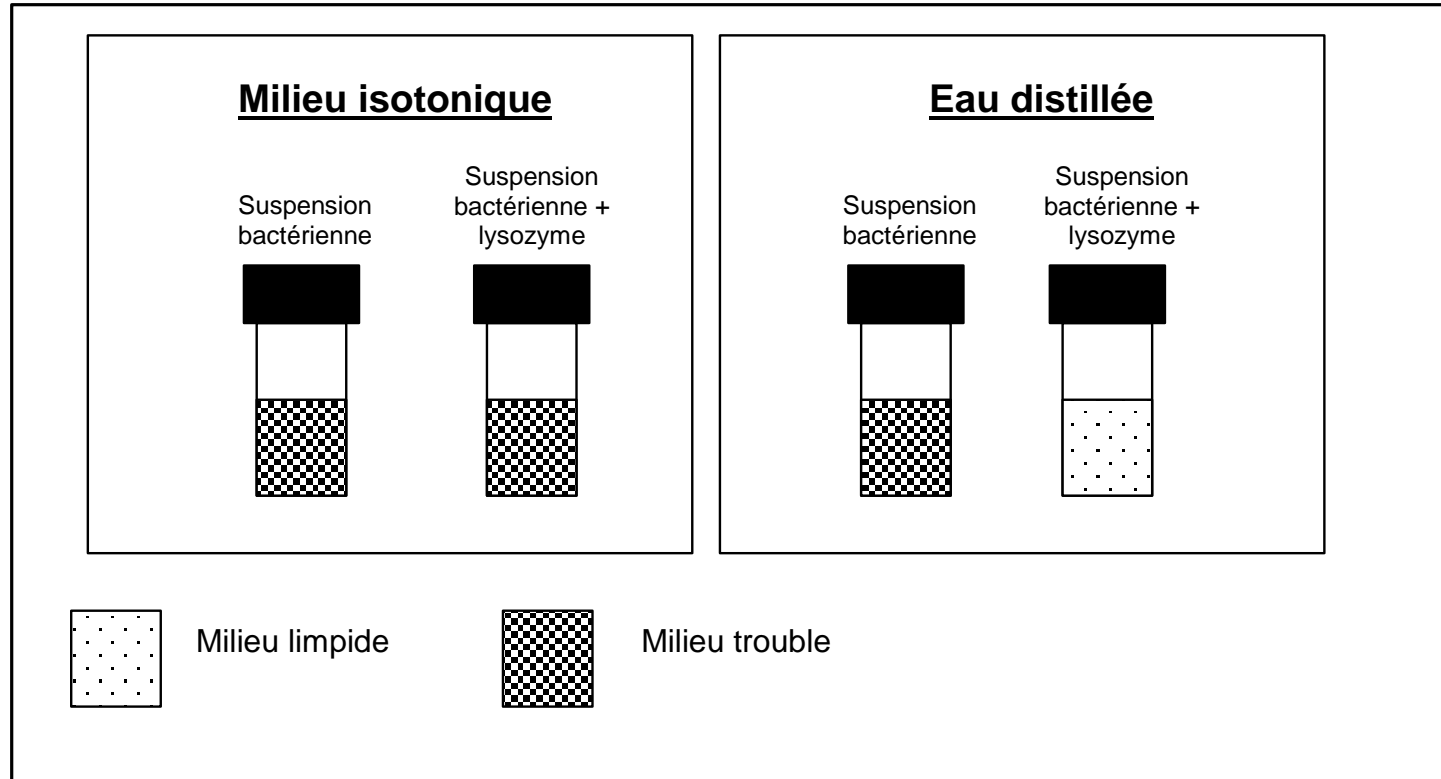 Milieu isotonique
Suspension
bactérienne
Suspension
bactérienne +
lysozyme
Eau distillée
Suspension
bactérienne
Suspension
bactérienne +
lysozyme
Milieu limpide
Milieu trouble